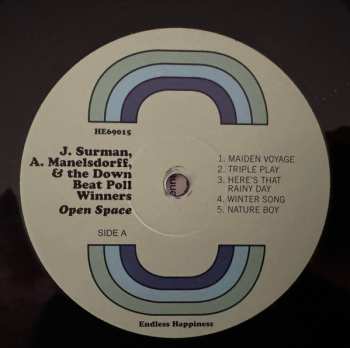 HE69015
J. Surman,
A. Manelsdorff,
& the Down
Beat Poll
Winners
Open Space
SIDE A
1. MAIDEN VOYAGE
2. TRIPLE PLAY
3. HERE'S THAT
RAINY DAY
4. WINTER SONG
5. NATURE BOY
Endless Happiness